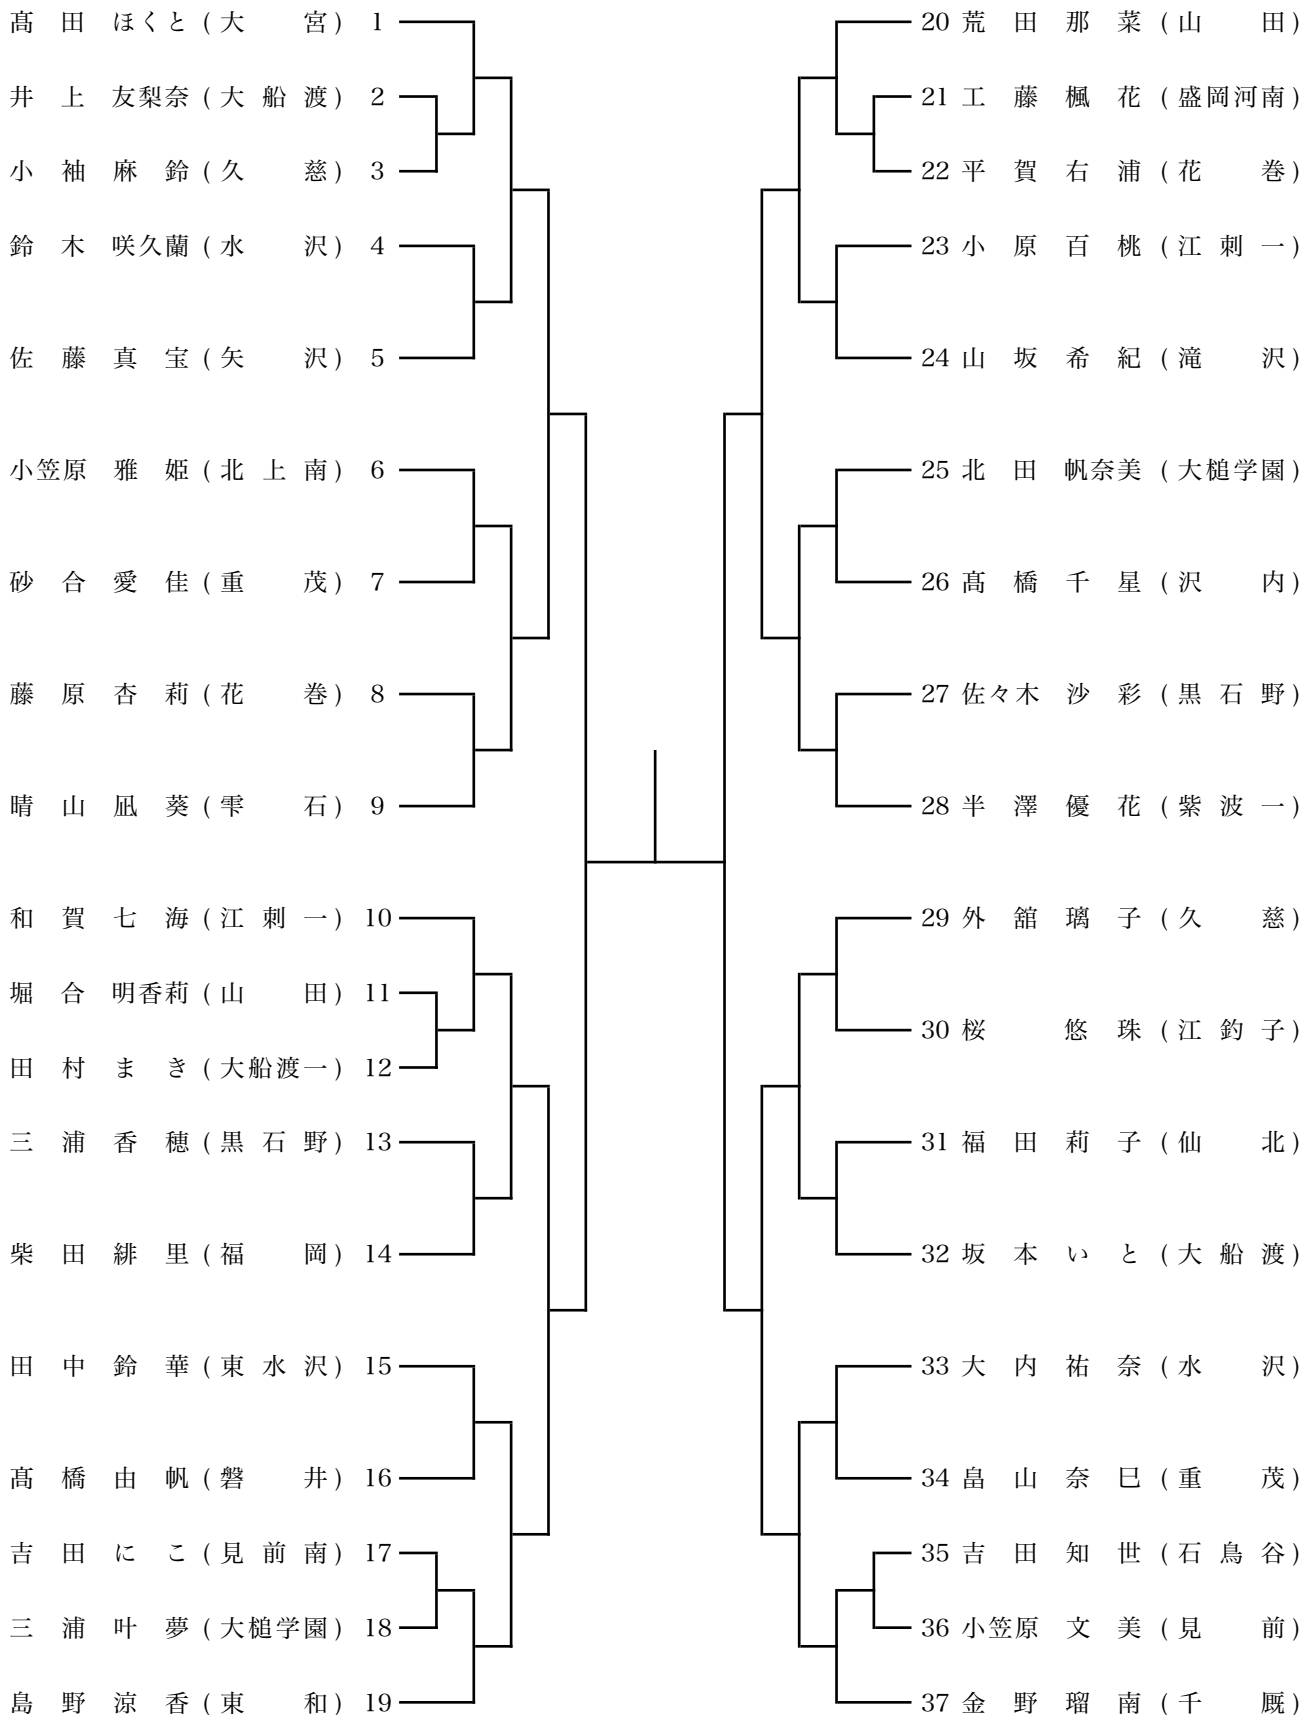 髙田 ほくと (大宮) 1
井上 友梨奈 (大船渡) 2
小袖 麻鈴 (久慈) 3
鈴木 咲久蘭 (水沢) 4
佐藤 真宝 (矢沢) 5
小笠原 雅姫 (北上南) 6
砂合 愛佳 (重茂) 7
藤原 杏莉 (花巻) 8
晴山 凪葵 (雫石) 9
和賀 七海 (江刺一) 10
堀合 明香莉 (山田) 11
田村 まき (大船渡一) 12
三浦 香穂 (黒石野) 13
柴田 緋里 (福岡) 14
田中 鈴華 (東水沢) 15
髙橋 由帆 (磐井) 16
吉田 にこ (見前南) 17
三浦 叶夢 (大槌学園) 18
島野 涼香 (東和) 19
20 荒田 那菜 (山田)
21 工藤 楓花 (盛岡河南)
22 平賀 右浦 (花巻)
23 小原 百桃 (江刺一)
24 山坂 希紀 (滝沢)
25 北田 帆奈美 (大槌学園)
26 髙橋 千星 (沢内)
27 佐々木 沙彩 (黒石野)
28 半澤 優花 (紫波一)
29 外舘 璃子 (久慈)
30 桜 悠珠 (江釣子)
31 福田 莉子 (仙北)
32 坂本 いと (大船渡)
33 大内 祐奈 (水沢)
34 畠山 奈巳 (重茂)
35 吉田 知世 (石鳥谷)
36 小笠原 文美 (見前)
37 金野 瑠南 (千厩)